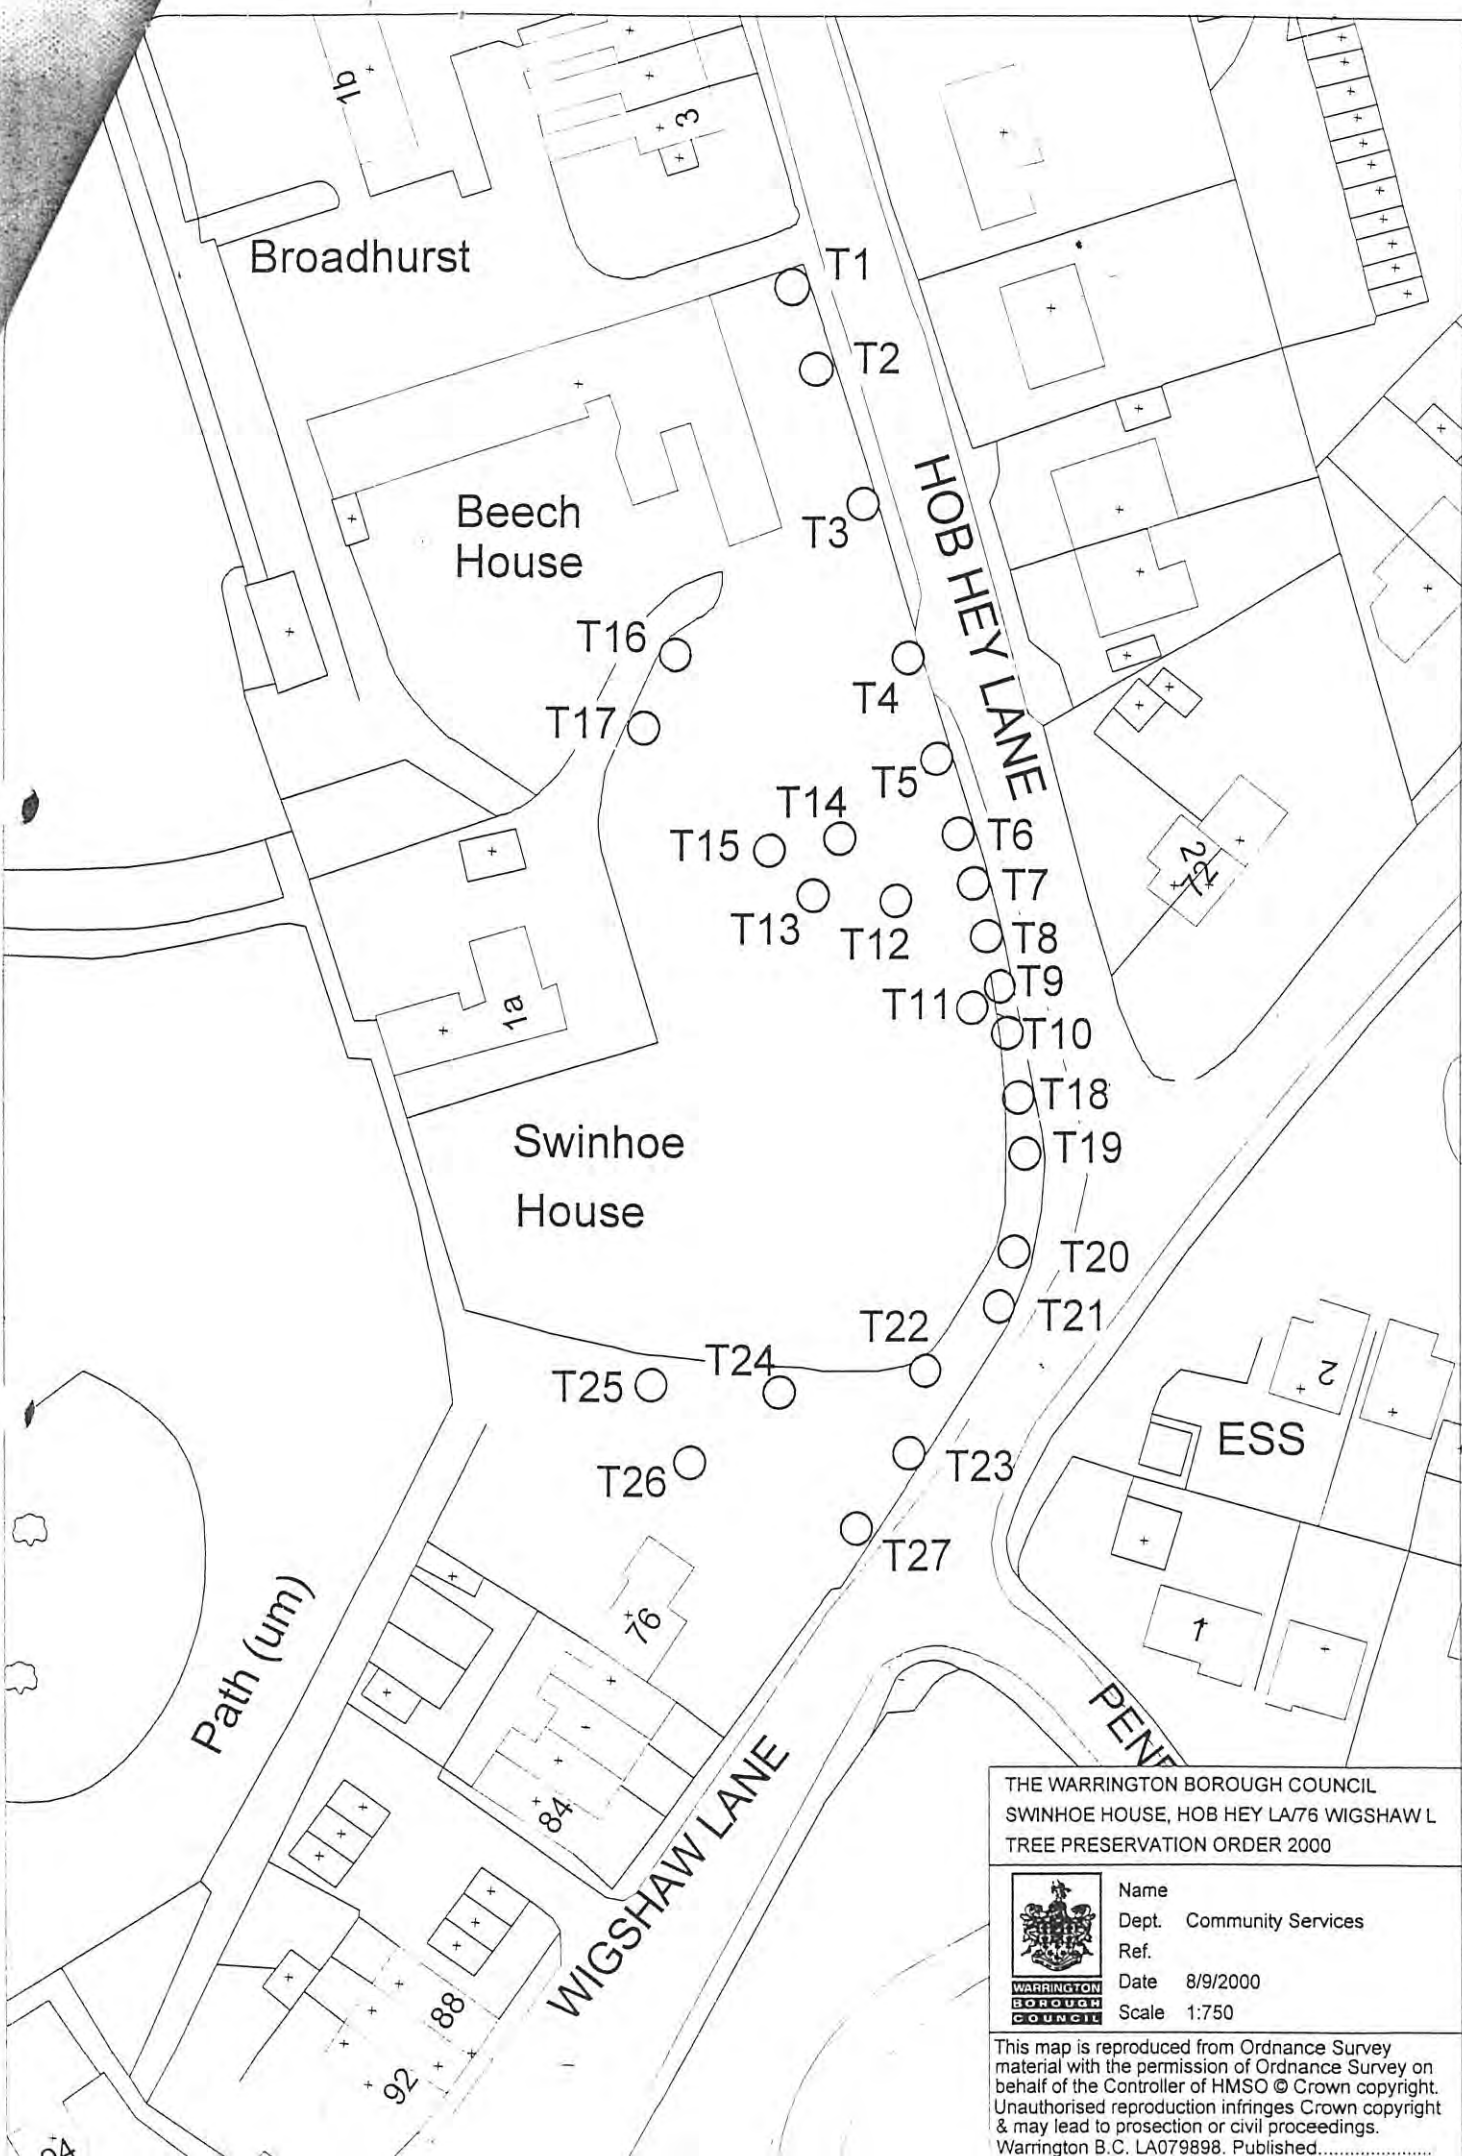 1b
3
Broadhurst
T1
T2
Beech
House
T3
HOB HEY LANE
T16
T4
T17
T5
T14
T6
T15
T7
2
72
T13
T12
T8
T9
T11
T10
1a
T18
Swinhoe
T19
House
T20
T21
T22
T24
T25
2
ESS
T23
T26
T27
76
1
Path (um)
84
WIGSHAW LANE
88
92
THE WARRINGTON BOROUGH COUNCIL
SWINHOE HOUSE, HOB HEY LA/76 WIGSHAW L
TREE PRESERVATION ORDER 2000
Name
Dept. Community Services
Ref.
Date 8/9/2000
Scale 1:750
WARRINGTON
BOROUGH
COUNCIL
This map is reproduced from Ordnance Survey
material with the permission of Ordnance Survey on
behalf of the Controller of HMSO © Crown copyright.
Unauthorised reproduction infringes Crown copyright
& may lead to prosection or civil proceedings.
Warrington B.C. LA079898. Published......................